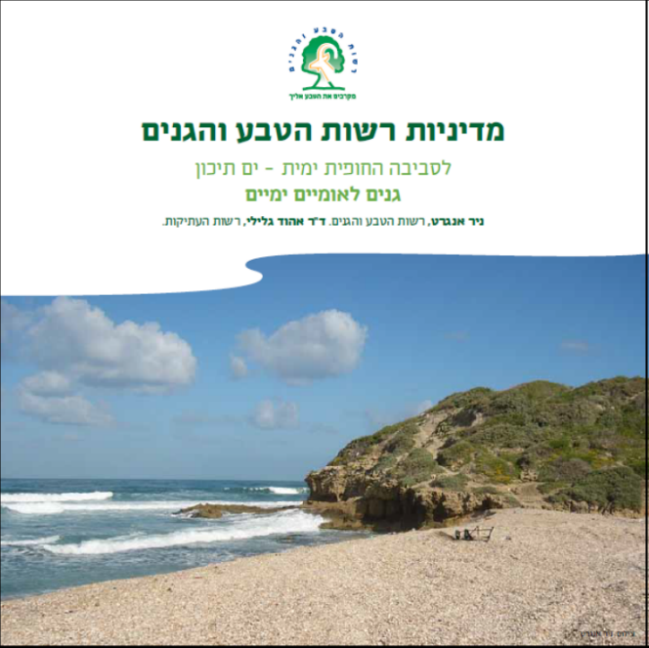 רשות הטבע והגנים
מקרבים את הטבע אליך
מדיניות רשות הטבע והגנים
לסביבה החופית ימית - ים תיכון
גנים לאומיים ימיים
ניר אנגרט, רשות הטבע והגנים. ד"ר אהוד גלילי, רשות העתיקות.